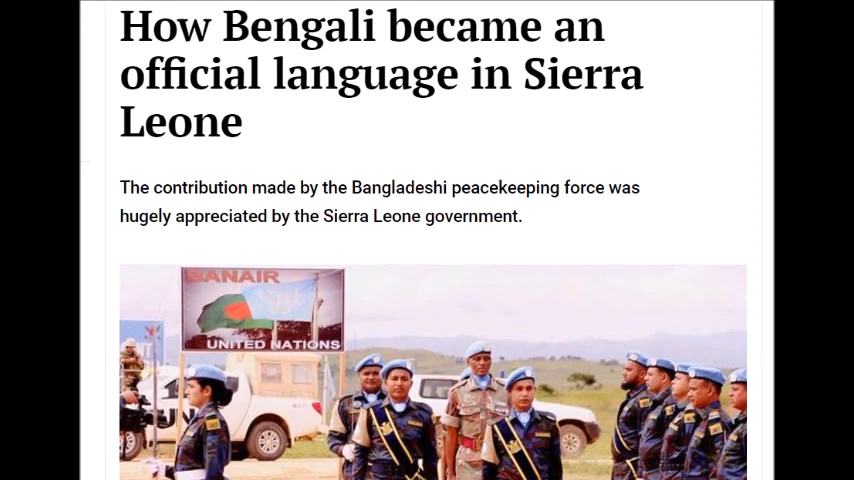 How Bengali became an
official language in Sierra
Leone
The contribution made by the Bangladeshi peacekeeping force was
hugely appreciated by the Sierra Leone government.
BANAIR
UNITED NATIONS